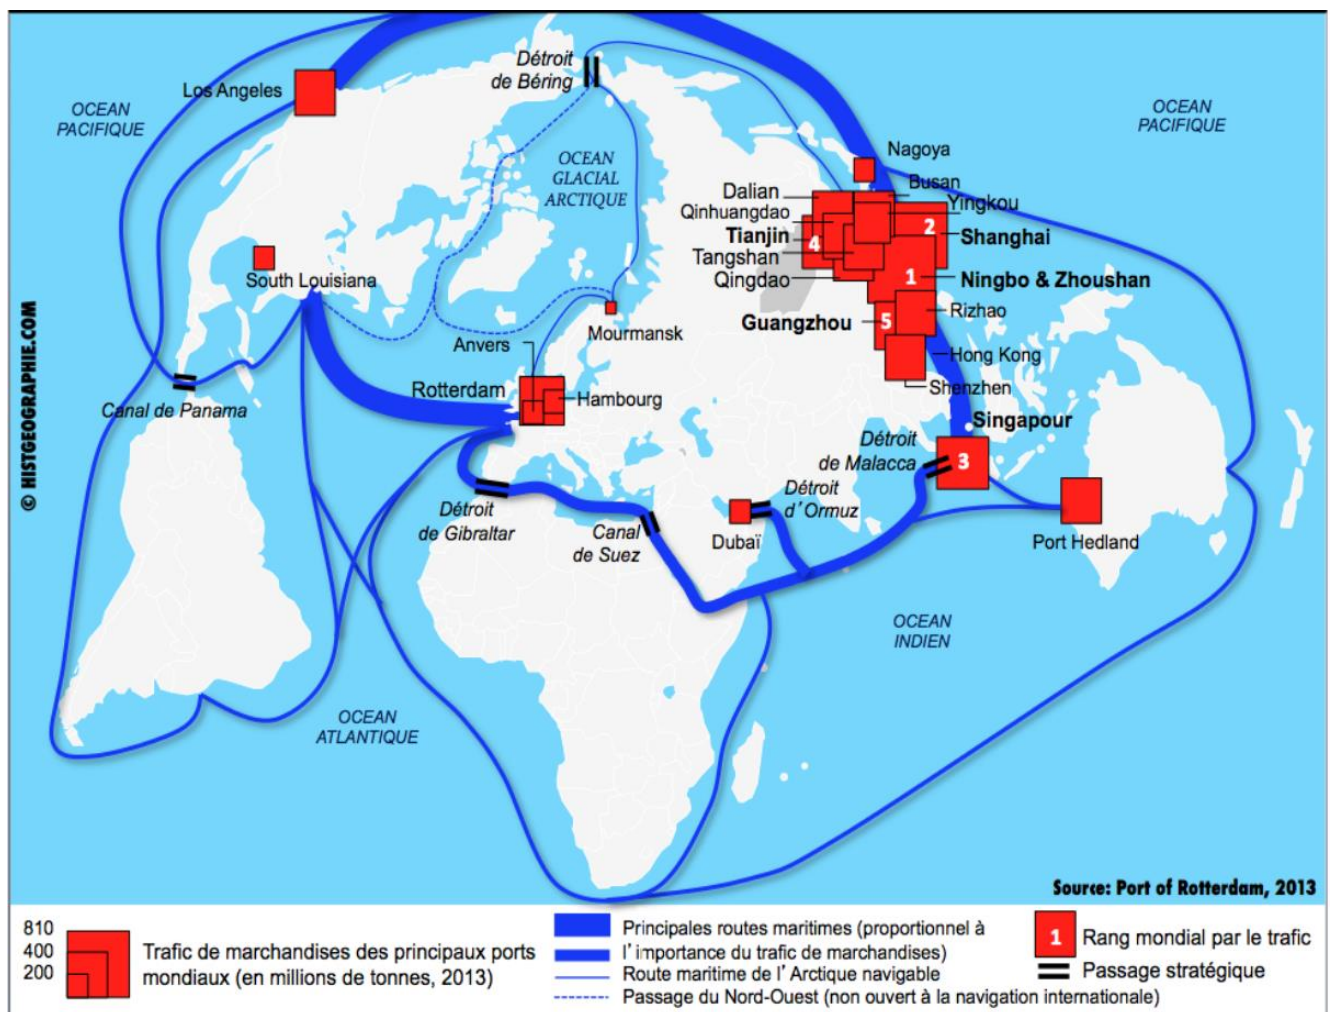 Détroit
de Béring
Los Angeles
OCEAN
PACIFIQUE
OCEAN
PACIFIQUE
OCEAN
GLACIAL
ARCTIQUE
Nagoya
Busan
Dalian
Yingkou
Qinhuangdao
Tianjin
4
2
Shanghai
Tangshan
Qingdao
1
Ningbo & Zhoushan
South Louisiana
Mourmansk
Guangzhou
5
Rizhao
Anvers
Hong Kong
Rotterdam
Hambourg
Shenzhen
Canal de Panama
Singapour
Détroit
de Malacca
3
Détroit
de Gibraltar
Canal
de Suez
Dubaï
Détroit
d'Ormuz
Port Hedland
OCEAN
INDIEN
OCEAN
ATLANTIQUE
© HISTGEOGRAPHIE.COM
Source: Port of Rotterdam, 2013
810
400
200
Trafic de marchandises des principaux ports
mondiaux (en millions de tonnes, 2013)
Principales routes maritimes (proportionnel à
l'importance du trafic de marchandises)
Route maritime de l'Arctique navigable
Passage du Nord-Ouest (non ouvert à la navigation internationale)
1
Rang mondial par le trafic
Passage stratégique